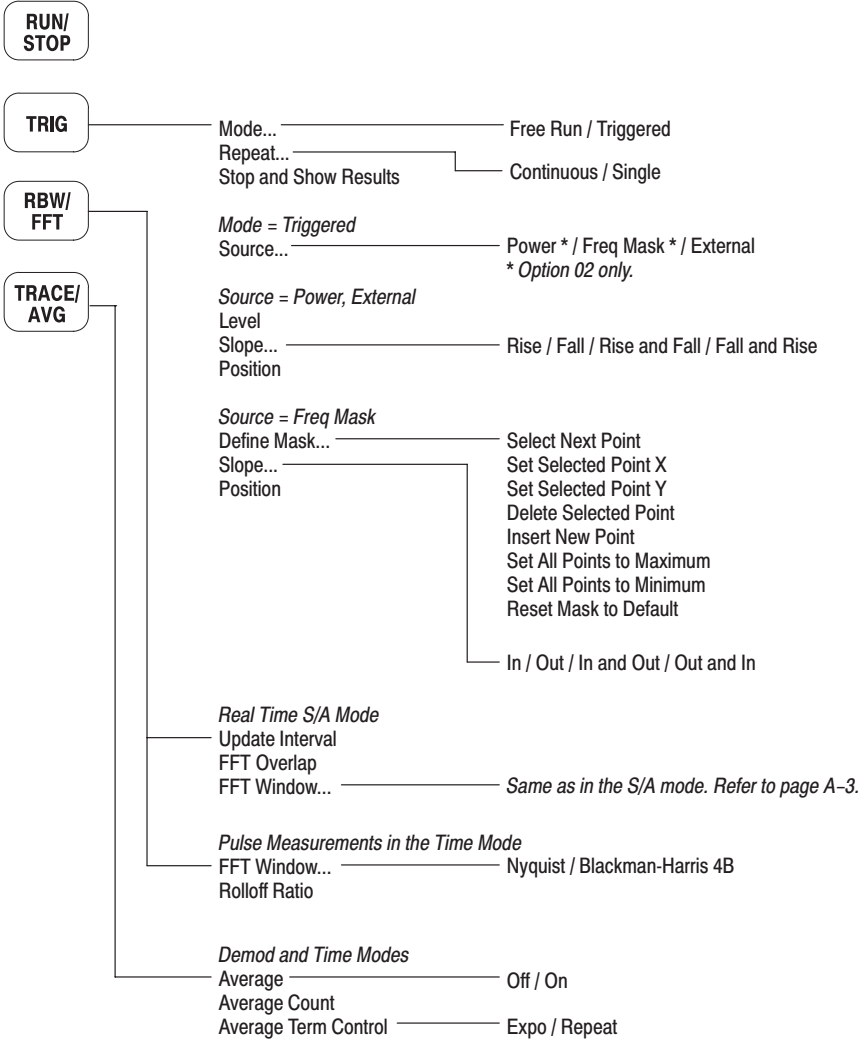 RUN/
STOP
TRIG
Mode...
Free Run / Triggered
Repeat...
Continuous / Single
Stop and Show Results
RBW/
FFT
Mode = Triggered
Source...
Power * / Freq Mask * / External
* Option 02 only.
TRACE/
AVG
Source = Power, External
Level
Slope...
Rise / Fall / Rise and Fall / Fall and Rise
Position
Source = Freq Mask
Define Mask...
Select Next Point
Slope...
Set Selected Point X
Position
Set Selected Point Y
Delete Selected Point
Insert New Point
Set All Points to Maximum
Set All Points to Minimum
Reset Mask to Default
In / Out / In and Out / Out and In
Real Time S/A Mode
Update Interval
FFT Overlap
FFT Window...
Same as in the S/A mode. Refer to page A–3.
Pulse Measurements in the Time Mode
FFT Window...
Nyquist / Blackman-Harris 4B
Rolloff Ratio
Demod and Time Modes
Average
Off / On
Average Count
Average Term Control
Expo / Repeat